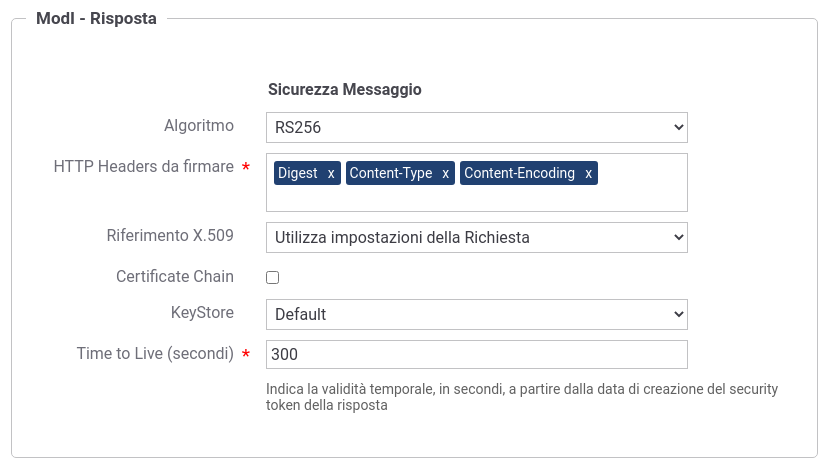 ModI - Risposta
Sicurezza Messaggio
Algoritmo RS256
HTTP Headers da firmare * Digest x Content-Type x Content-Encoding x
Riferimento X.509 Utilizza impostazioni della Richiesta
Certificate Chain
KeyStore Default
Time to Live (secondi) * 300
Indica la validità temporale, in secondi, a partire dalla data di creazione del security
token della risposta